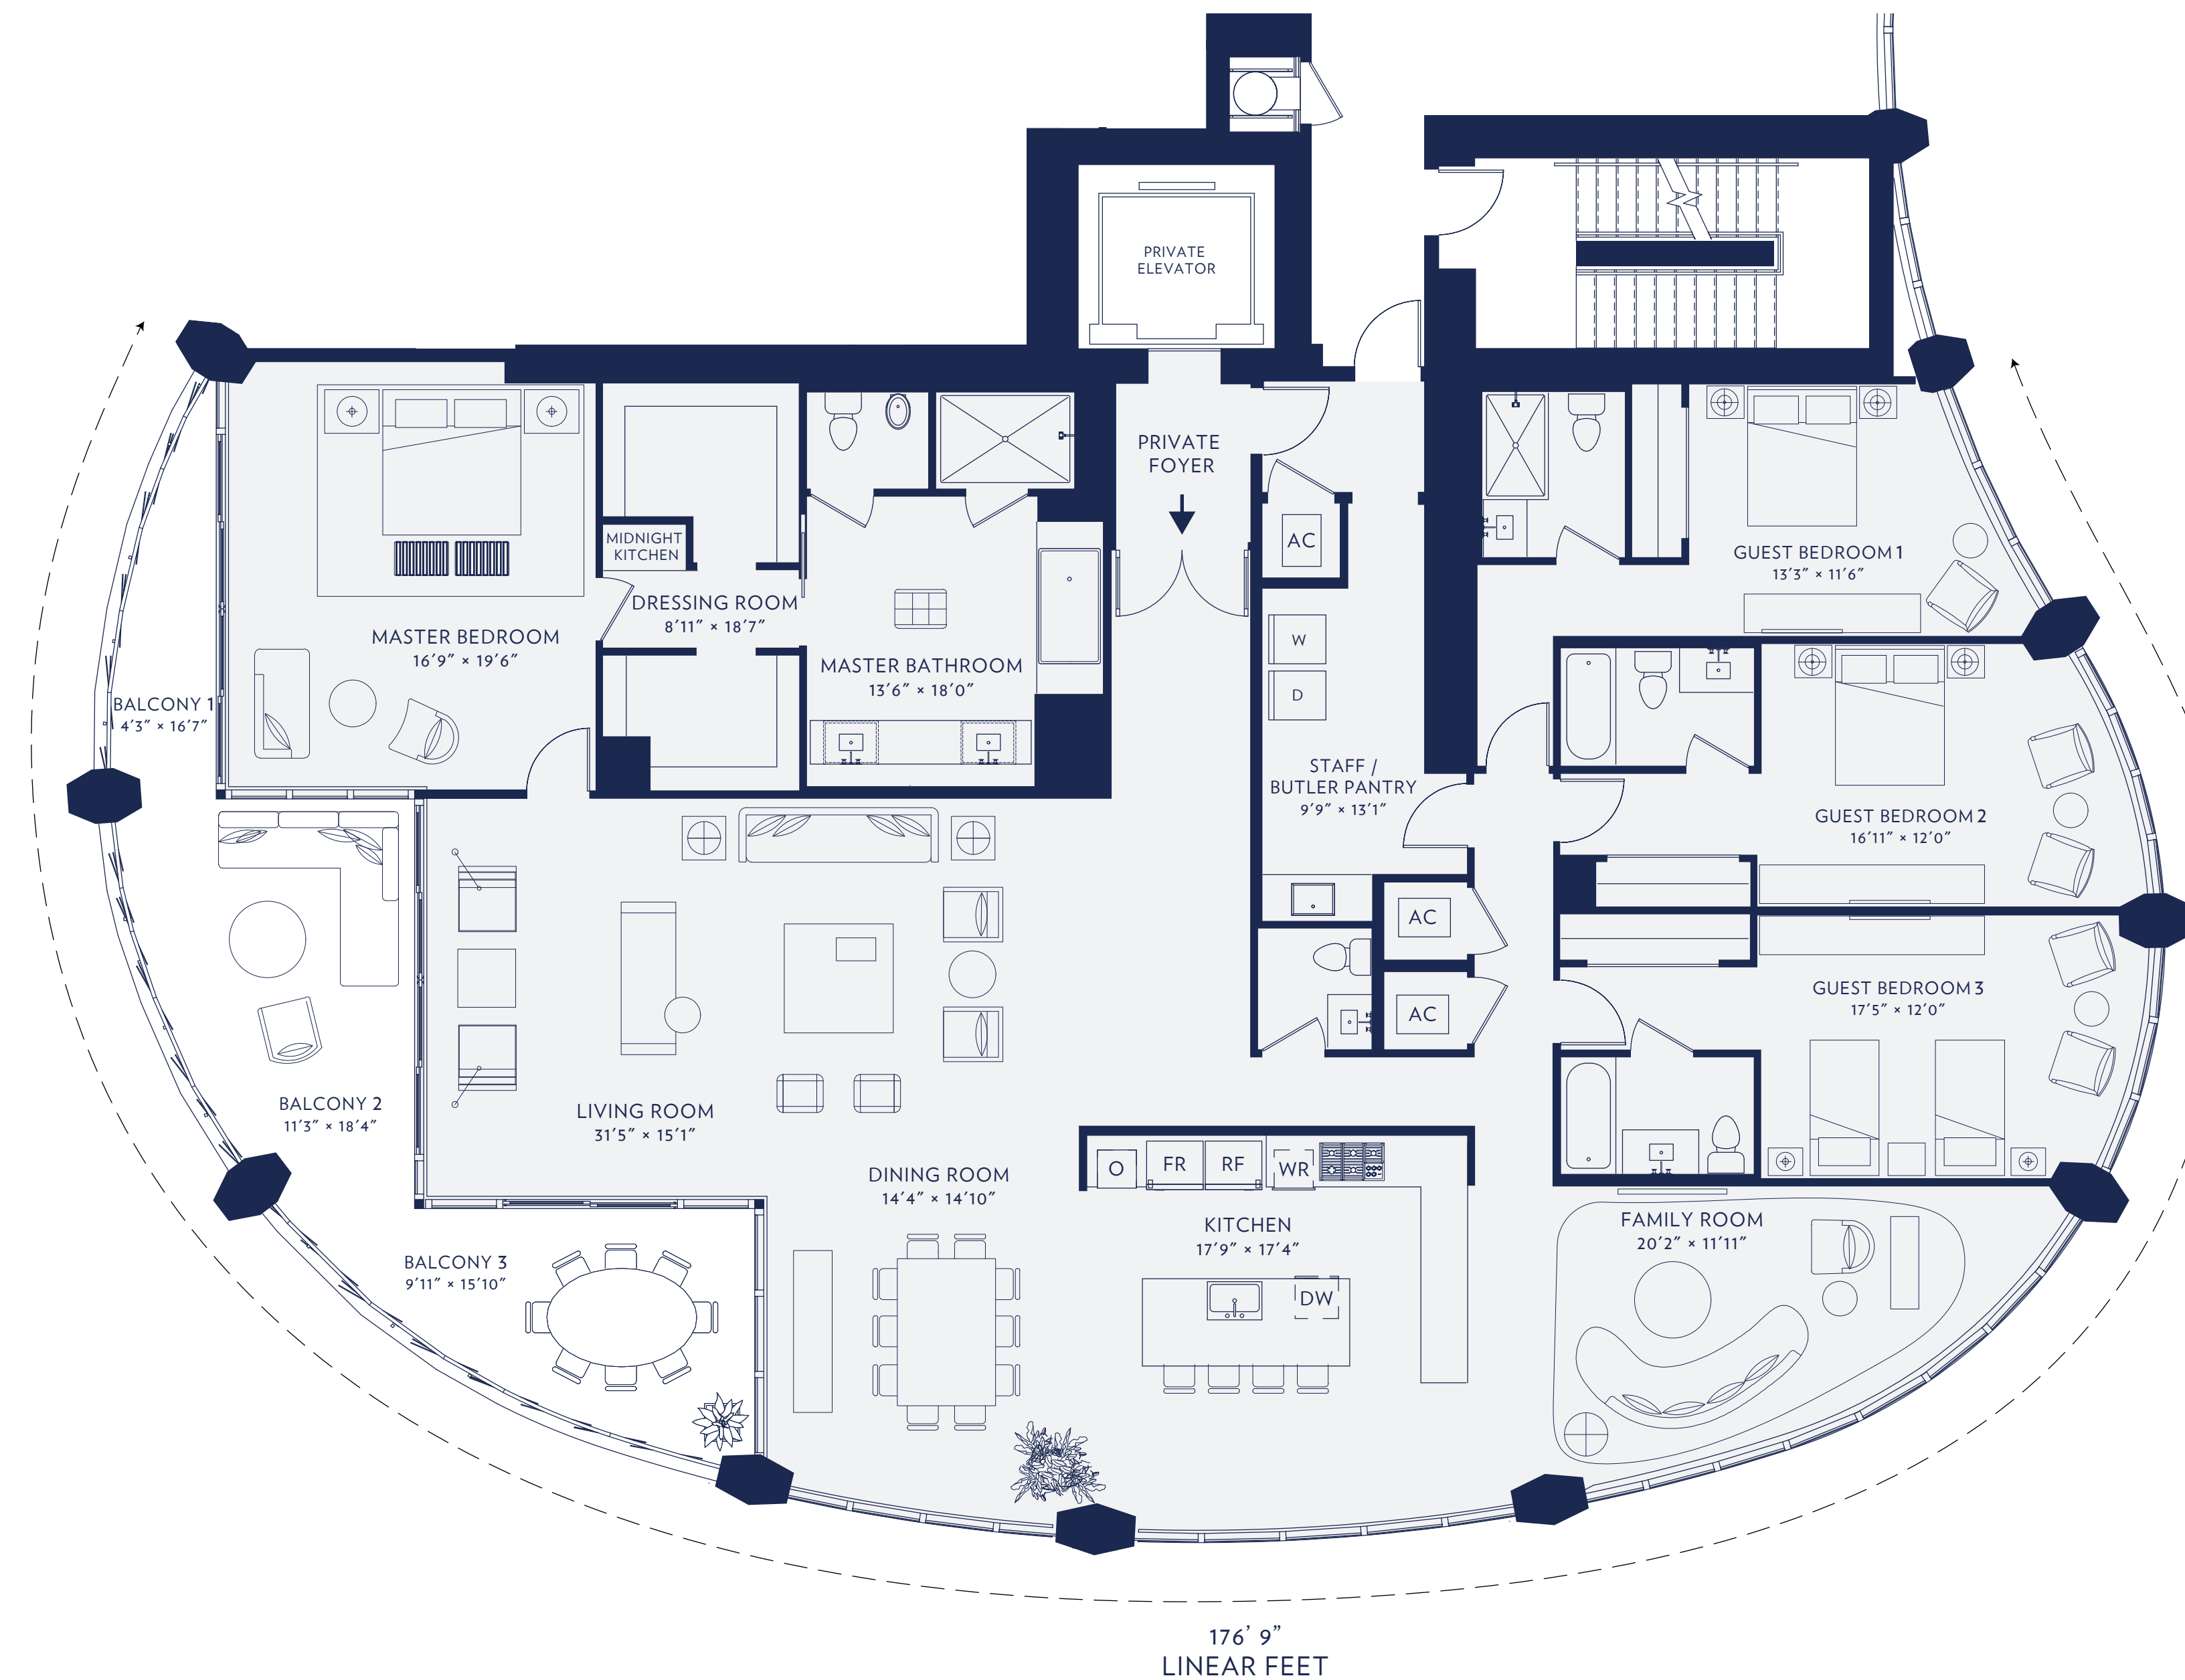 PRIVATE
ELEVATOR
PRIVATE
FOYER
AC
MIDNIGHT
KITCHEN
DRESSING ROOM
8'11" × 18'7"
MASTER BEDROOM
16'9" × 19'6"
MASTER BATHROOM
13'6" × 18'0"
BALCONY 1
4'3" × 16'7"
W
D
STAFF /
BUTLER PANTRY
9'9" × 13'1"
GUEST BEDROOM 1
13'3" × 11'6"
GUEST BEDROOM 2
16'11" × 12'0"
AC
AC
GUEST BEDROOM 3
17'5" × 12'0"
BALCONY 2
11'3" × 18'4"
LIVING ROOM
31'5" × 15'1"
DINING ROOM
14'4" × 14'10"
O
FR
RF
WR
KITCHEN
17'9" × 17'4"
DW
FAMILY ROOM
20'2" × 11'11"
BALCONY 3
9'11" × 15'10"
176' 9"
LINEAR FEET